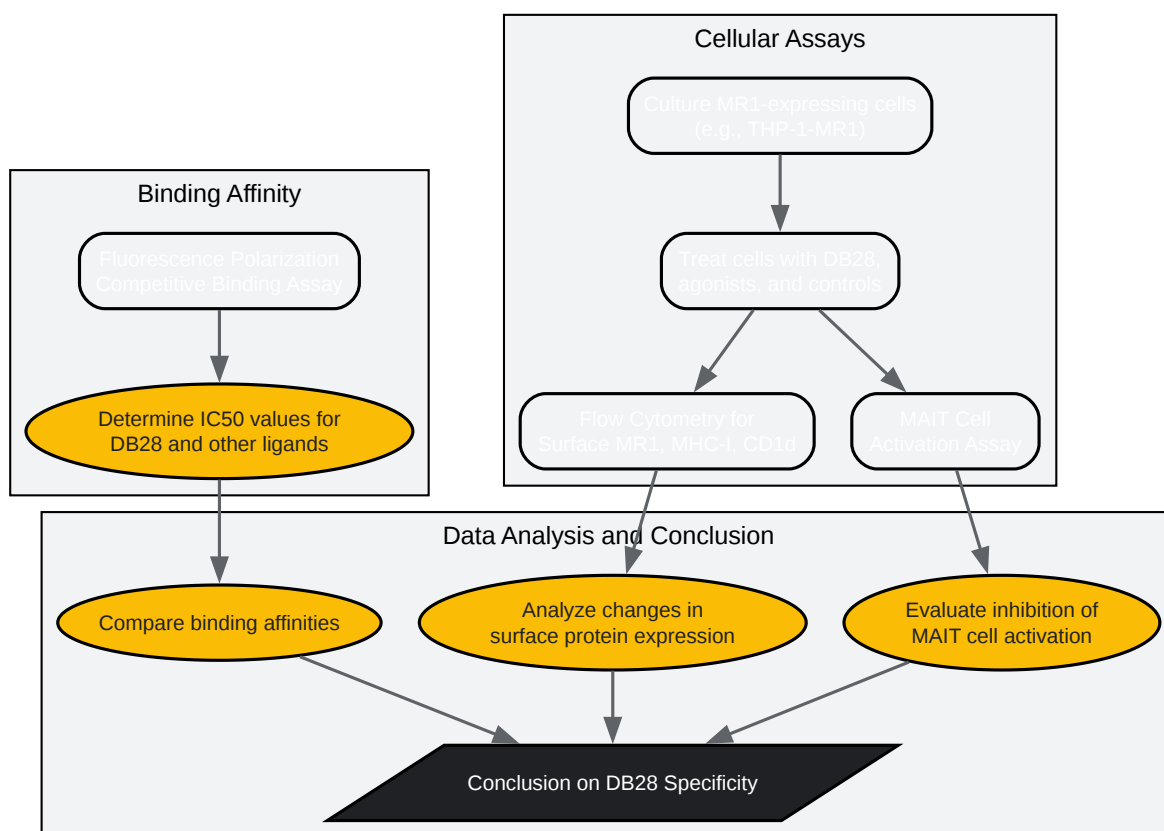 Cellular Assays
Culture MR1-expressing cells
(e.g., THP-1-MR1)
Binding Affinity
Fluorescence Polarization
Competitive Binding Assay
Treat cells with DB28,
agonists, and controls
Determine IC50 values for
DB28 and other ligands
Flow Cytometry for
Surface MR1, MHC-I, CD1d
MAIT Cell
Activation Assay
Data Analysis and Conclusion
Compare binding affinities
Analyze changes in
surface protein expression
Evaluate inhibition of
MAIT cell activation
Conclusion on DB28 Specificity